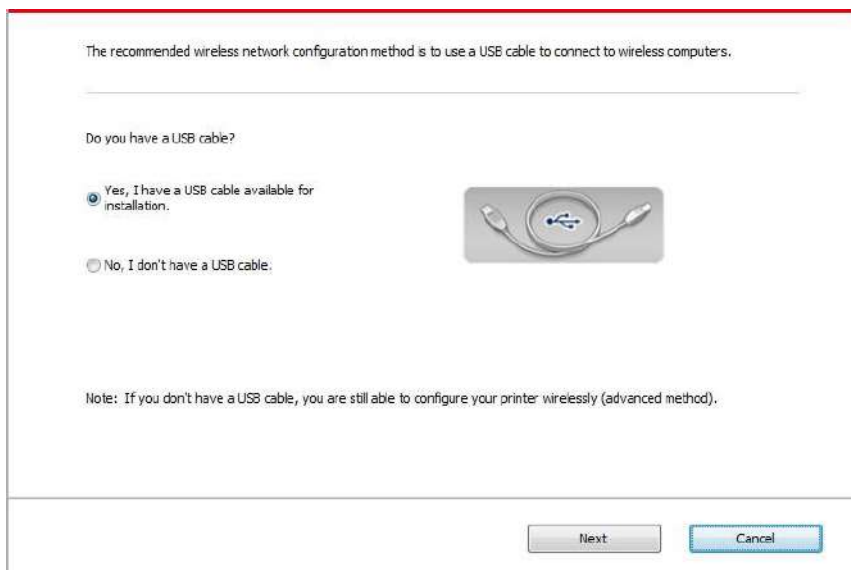 The recommended wireless network configuration method is to use a USB cable to connect to wireless computers.
Do you have a USB cable?
Yes, I have a USB cable available for
installation.
No, I don't have a USB cable.
Note: If you don't have a USB cable, you are still able to configure your printer wirelessly (advanced method).
Next
Cancel